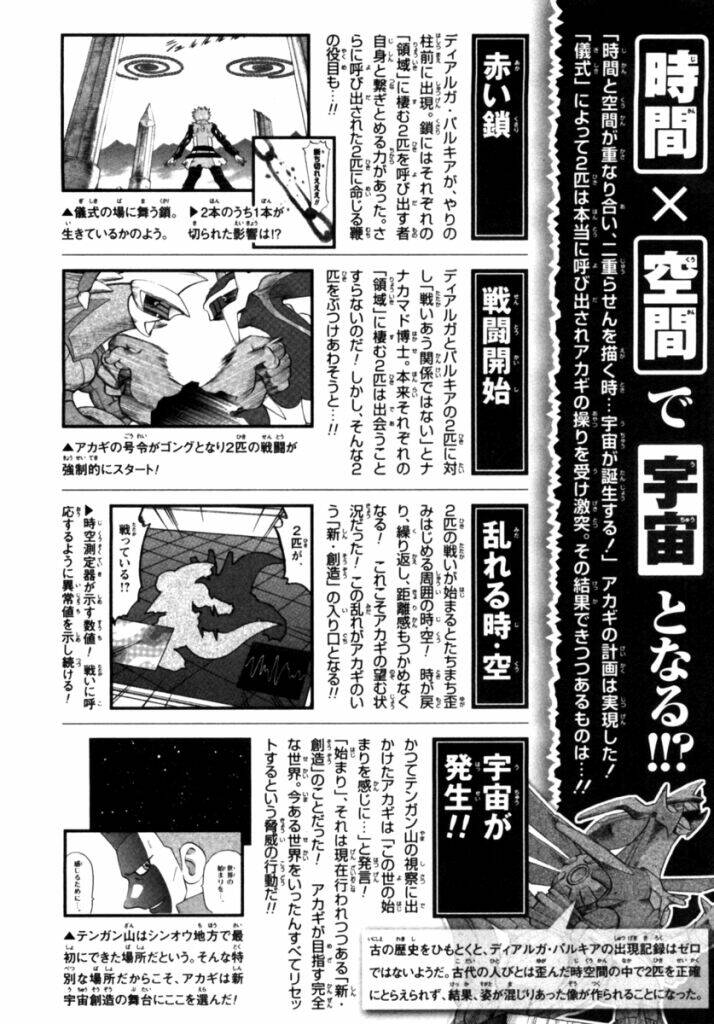 時間×空間で宇宙となる!!?
「時間と空間が重なり合い、二重らせんを描く時…宇宙が誕生する!」 アカギの計画は実現した!
「儀式」によって2匹は本当に呼び出されアカギの操りを受け激突。その結果できつつあるものは…!!
赤い鎖
ディアルガ・パルキアが、やりの
柱前に出現。鎖にはそれぞれの
「領域」に棲む2匹を呼び出す者
自身と繋ぎとめる力があった。さ
らに呼び出された2匹に命じる鞭
の役目も…!!
断ち切れえええ!!
▲儀式の場に舞う鎖。
生きているかのよう。
▶2本のうち1本が
切られた影響は!?
戦闘開始
ディアルガとパルキアの2匹に対
し「戦いあう関係ではない」とナ
ナカマド博士。本来それぞれの
「領域」に棲む2匹は出会うこと
すらないのだ! しかし、そんな2
匹をぶつけあわそうと…!!
▲アカギの号令がゴングとなり2匹の戦闘が
強制的にスタート!
乱れる時・空
2匹の戦いが始まるとたちまち歪
みはじめる周囲の時空! 時が戻
り、繰り返し、距離感もつかめなく
なる! これこそアカギの望む状
況だった! この乱れがアカギのい
う「新・創造」の入り口となる!!
2匹が、
戦っている!?
▶時空測定器が示す数値! 戦いに呼
応するように異常値を示し続ける!
宇宙が
発生!!
かつてテンガン山の視察に出
かけたアカギは「この世の始
まりを感じに…」と発言!
「始まり」、それは現在行われつつある「新・
創造」のことだった! アカギが目指す完全
な世界。今ある世界をいったんすべてリセッ
トするという脅威の行動だ!!
世界の
始まりを…
感じるために…
▲テンガン山はシンオウ地方で最
初にできた場所だという。そんな特
別な場所だからこそ、アカギは新
宇宙創造の舞台にここを選んだ!
古の歴史をひもとくと、ディアルガ・パルキアの出現記録はゼロ
ではないようだ。古代の人びとは歪んだ時空間の中で2匹を正確
にとらえられず、結果、姿が混じりあった像が作られることになった。